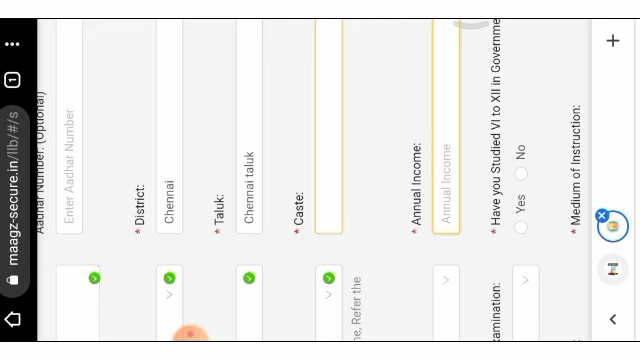 maagz-secure.in/llb/#/s
1
Aadhar Number: (Optional)
Enter Aadhar Number
* District:
Chennai
* Taluk:
Chennai taluk
* Caste:
ne, Refer the
* Annual Income:
Annual Income
* Have you Studied VI to XII in Governme
Yes
No
xamination:
* Medium of Instruction: